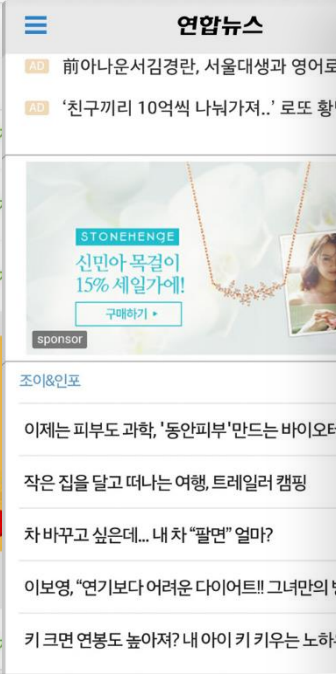 연합뉴스
AD 前아나운서김경란, 서울대생과 영어로
AD '친구끼리 10억씩 나눠가져..' 로또
STONEHENGE
신민아 목걸이
15% 세일가에!
구매하기 ▸
sponsor
조이&인포
이제는 피부도 과학, '동안피부'만드는 바이오
작은 집을 달고 떠나는 여행, 트레일러 캠핑
차 바꾸고 싶은데... 내 차 “팔면” 얼마?
이보영, “연기보다 어려운 다이어트!! 그녀만의
키 크면 연봉도 높아져? 내 아이 키 키우는 노하